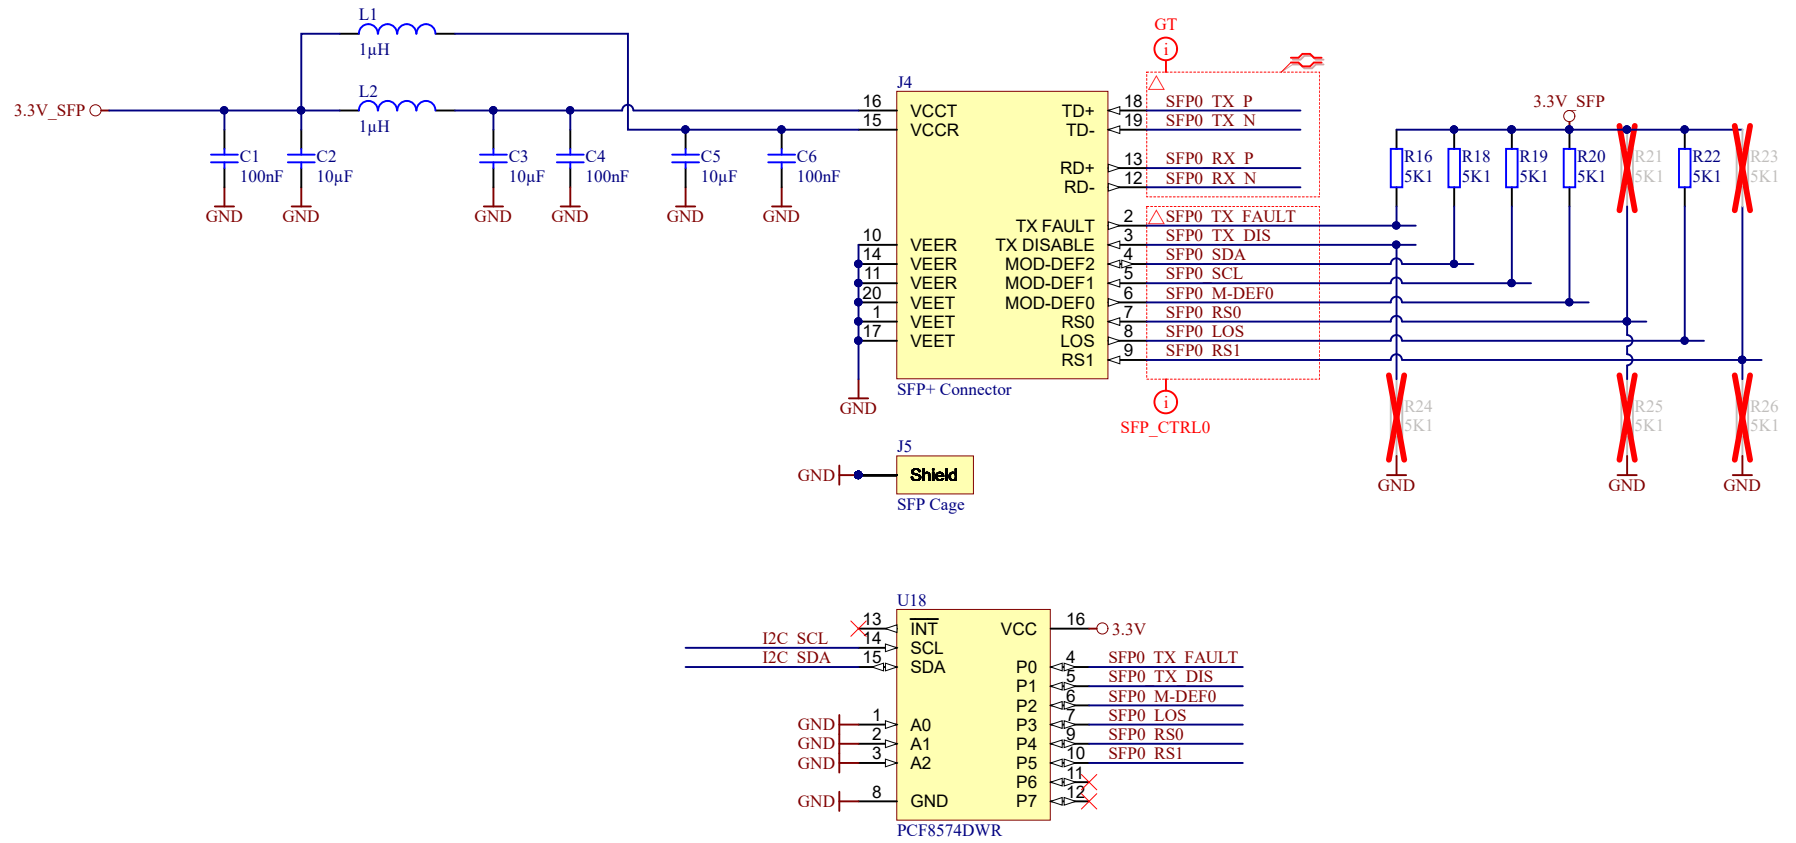 L1
1µH
3.3V_SFP
L2
1µH
C1
100nF
GND
C2
10µF
GND
C3
10µF
GND
C4
100nF
GND
C5
10µF
GND
C6
100nF
GND
J4
16 VCCT
15 VCCR
10 VEER
14 VEER
11 VEER
20 VEET
1 VEET
17 VEET
GND
TD+ 18 SFP0_TX_P
TD- 19 SFP0_TX_N
RD+ 13 SFP0_RX_P
RD- 12 SFP0_RX_N
TX FAULT 2 SFP0_TX_FAULT
TX DISABLE 3 SFP0_TX_DIS
MOD-DEF2 4 SFP0_SDA
MOD-DEF1 5 SFP0_SCL
MOD-DEF0 6 SFP0_M-DEF0
RS0 7 SFP0_RS0
LOS 8 SFP0_LOS
RS1 9 SFP0_RS1
SFP+ Connector
GT
i
i
SFP_CTRL0
3.3V_SFP
R16
5K1
R18
5K1
R19
5K1
R20
5K1
R21
5K1
R22
5K1
R23
5K1
R24
5K1
GND
R25
5K1
GND
R26
5K1
GND
J5
GND Shield
SFP Cage
U18
13 INT
I2C_SCL 14 SCL
I2C_SDA 15 SDA
GND 1 A0
GND 2 A1
GND 3 A2
GND 8 GND
VCC 16 3.3V
P0 4 SFP0_TX_FAULT
P1 5 SFP0_TX_DIS
P2 6 SFP0_M-DEF0
P3 7 SFP0_LOS
P4 9 SFP0_RS0
P5 10 SFP0_RS1
P6 11
P7 12
PCF8574DWR